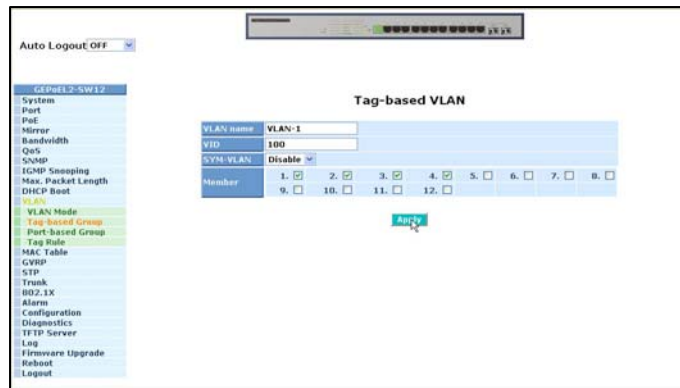 Auto Logout OFF
GEPoEL2-SW12
System
Port
PoE
Mirror
Bandwidth
QoS
SNMP
IGMP Snooping
Max. Packet Length
DHCP Boot
VLAN
VLAN Mode
Tag-based Group
Port-based Group
Tag Rule
MAC Table
GVRP
STP
Trunk
802.1X
Alarm
Configuration
Diagnostics
TFTP Server
Log
Firmware Upgrade
Reboot
Logout
Tag-based VLAN
VLAN name VLAN-1
VID 100
SYM-VLAN Disable
Member 1. 2. 3. 4. 5. 6. 7. 8.
9. 10. 11. 12.
Apply